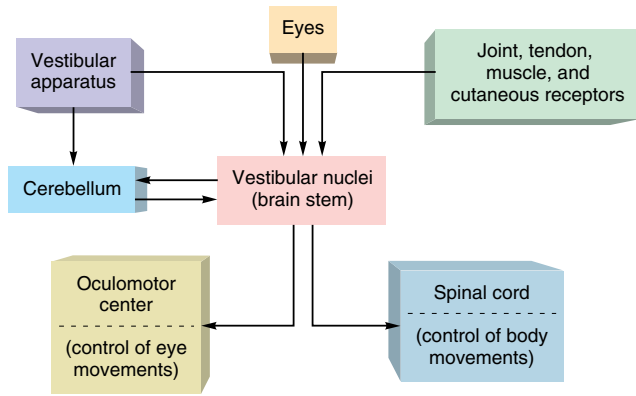 Eyes
Vestibular
apparatus
Joint, tendon,
muscle, and
cutaneous receptors
Cerebellum
Vestibular nuclei
(brain stem)
Oculomotor
center
(control of eye
movements)
Spinal cord
(control of body
movements)